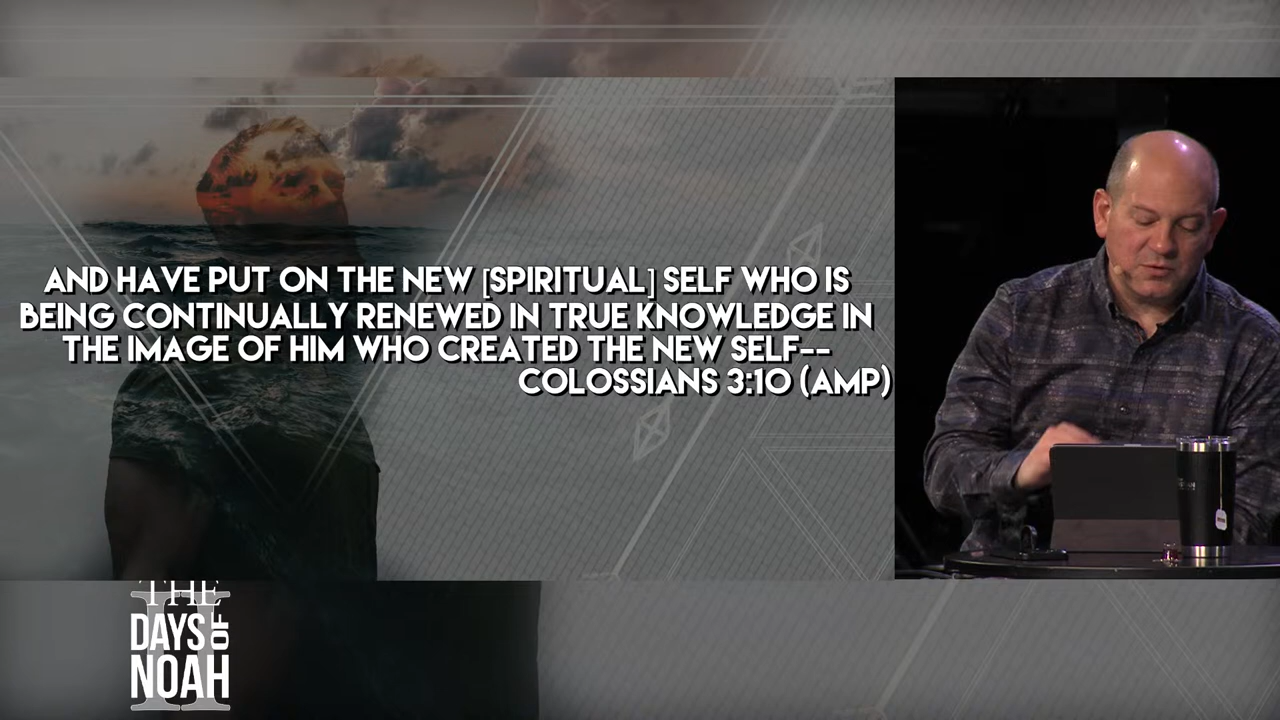 AND HAVE PUT ON THE NEW [SPIRITUAL] SELF WHO IS
BEING CONTINUALLY RENEWED IN TRUE KNOWLEDGE IN
THE IMAGE OF HIM WHO CREATED THE NEW SELF--
COLOSSIANS 3:10 (AMP)
THE
II
DAYS OF
NOAH